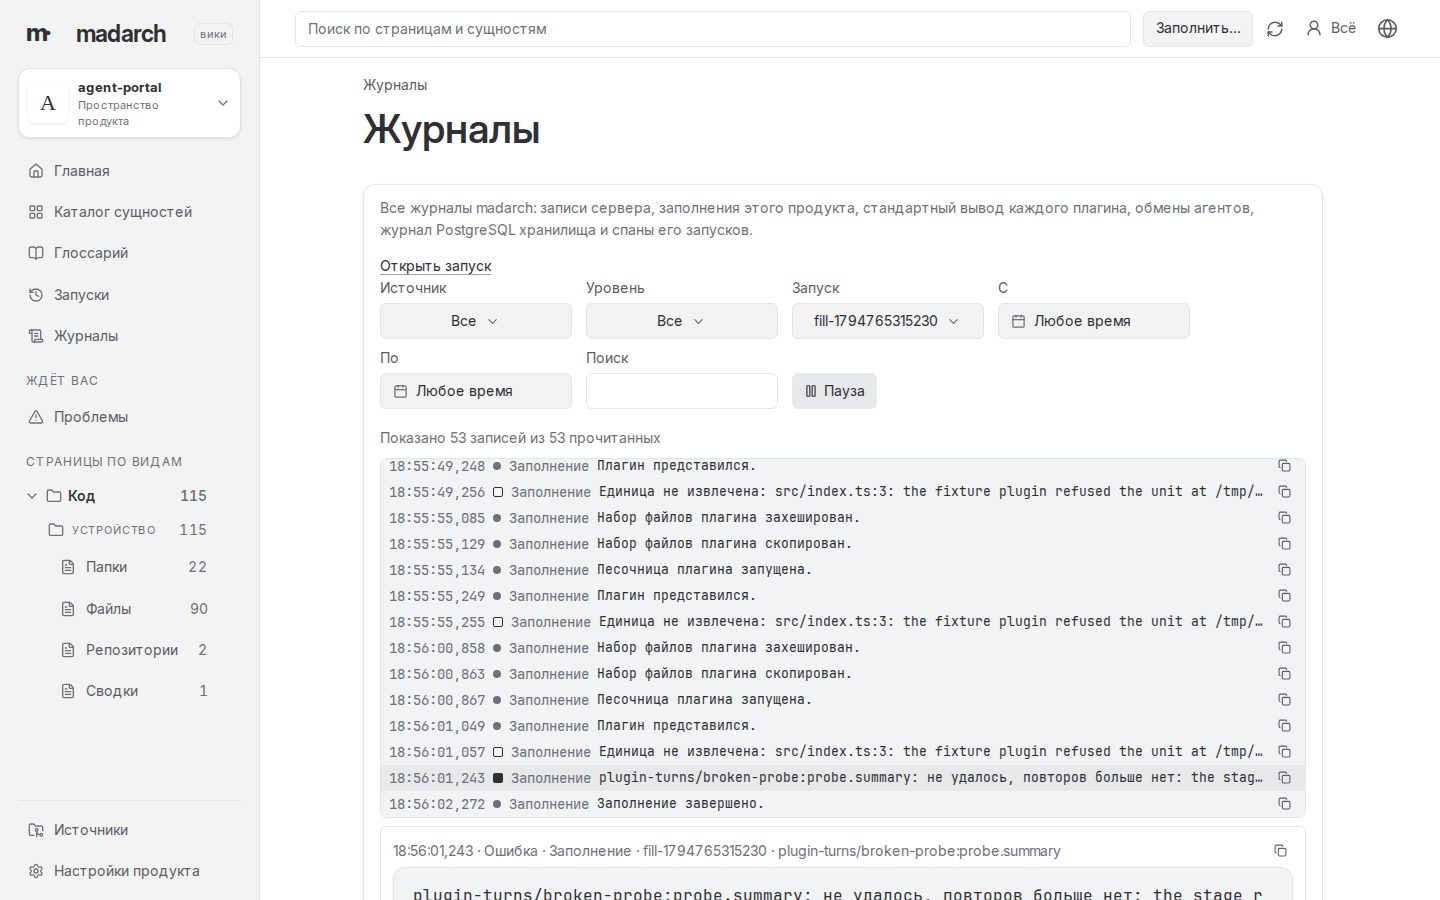 madarch
вики
A
agent-portal
Пространство
продукта
Главная
Каталог сущностей
Глоссарий
Запуски
Журналы
ЖДЁТ ВАС
Проблемы
СТРАНИЦЫ ПО ВИДАМ
Код 115
УСТРОЙСТВО 115
Папки 22
Файлы 90
Репозитории 2
Сводки 1
Источники
Настройки продукта
Поиск по страницам и сущностям
Заполнить...
Всё
Журналы
Журналы
Все журналы madarch: записи сервера, заполнения этого продукта, стандартный вывод каждого плагина, обмены агентов,
журнал PostgreSQL хранилища и спаны его запусков.
Открыть запуск
Источник Уровень Запуск С
Все Все fill-1794765315230 Любое время
По Поиск
Любое время Пауза
Показано 53 записей из 53 прочитанных
18:55:49,248 Заполнение Плагин представился.
18:55:49,256 Заполнение Единица не извлечена: src/index.ts:3: the fixture plugin refused the unit at /tmp/…
18:55:55,085 Заполнение Набор файлов плагина захеширован.
18:55:55,129 Заполнение Набор файлов плагина скопирован.
18:55:55,134 Заполнение Песочница плагина запущена.
18:55:55,249 Заполнение Плагин представился.
18:55:55,255 Заполнение Единица не извлечена: src/index.ts:3: the fixture plugin refused the unit at /tmp/…
18:56:00,858 Заполнение Набор файлов плагина захеширован.
18:56:00,863 Заполнение Набор файлов плагина скопирован.
18:56:00,867 Заполнение Песочница плагина запущена.
18:56:01,049 Заполнение Плагин представился.
18:56:01,057 Заполнение Единица не извлечена: src/index.ts:3: the fixture plugin refused the unit at /tmp/…
18:56:01,243 Заполнение plugin-turns/broken-probe:probe.summary: не удалось, повторов больше нет: the stag…
18:56:02,272 Заполнение Заполнение завершено.
18:56:01,243 · Ошибка · Заполнение · fill-1794765315230 · plugin-turns/broken-probe:probe.summary
plugin-turns/broken-probe:probe.summary: не удалось, повторов больше нет: the stage r